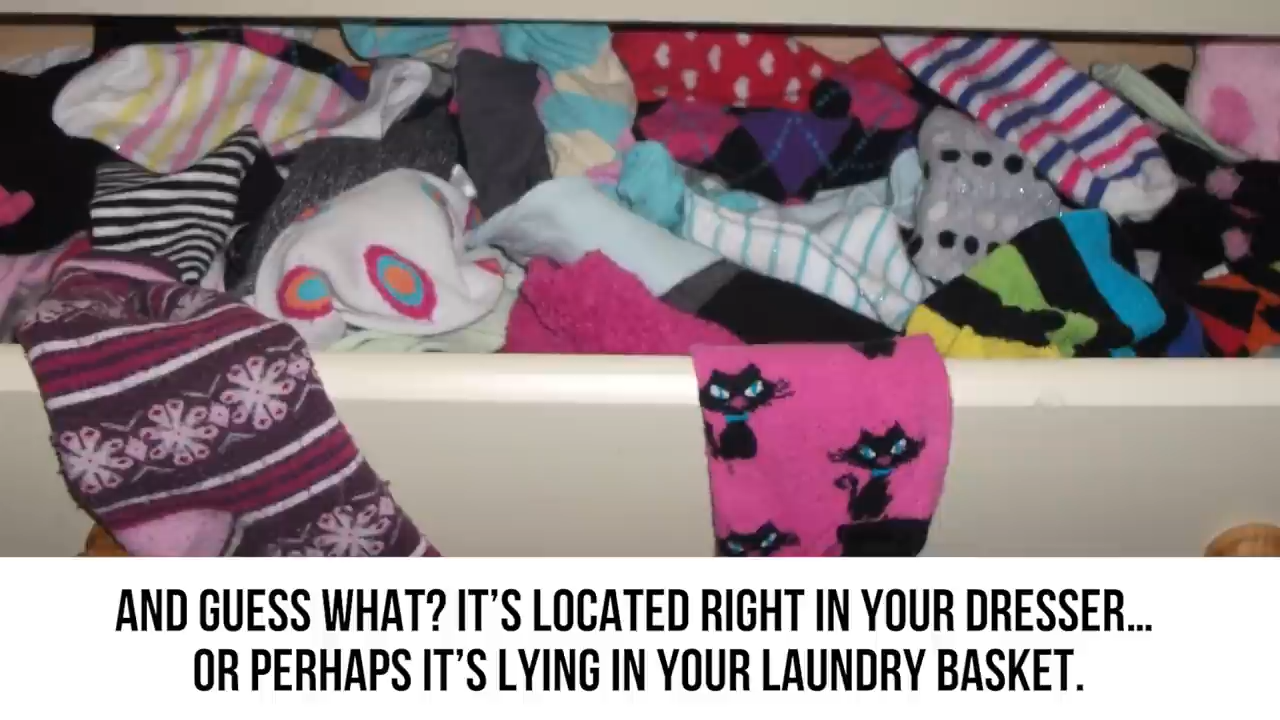 AND GUESS WHAT? IT'S LOCATED RIGHT IN YOUR DRESSER...
OR PERHAPS IT'S LYING IN YOUR LAUNDRY BASKET.